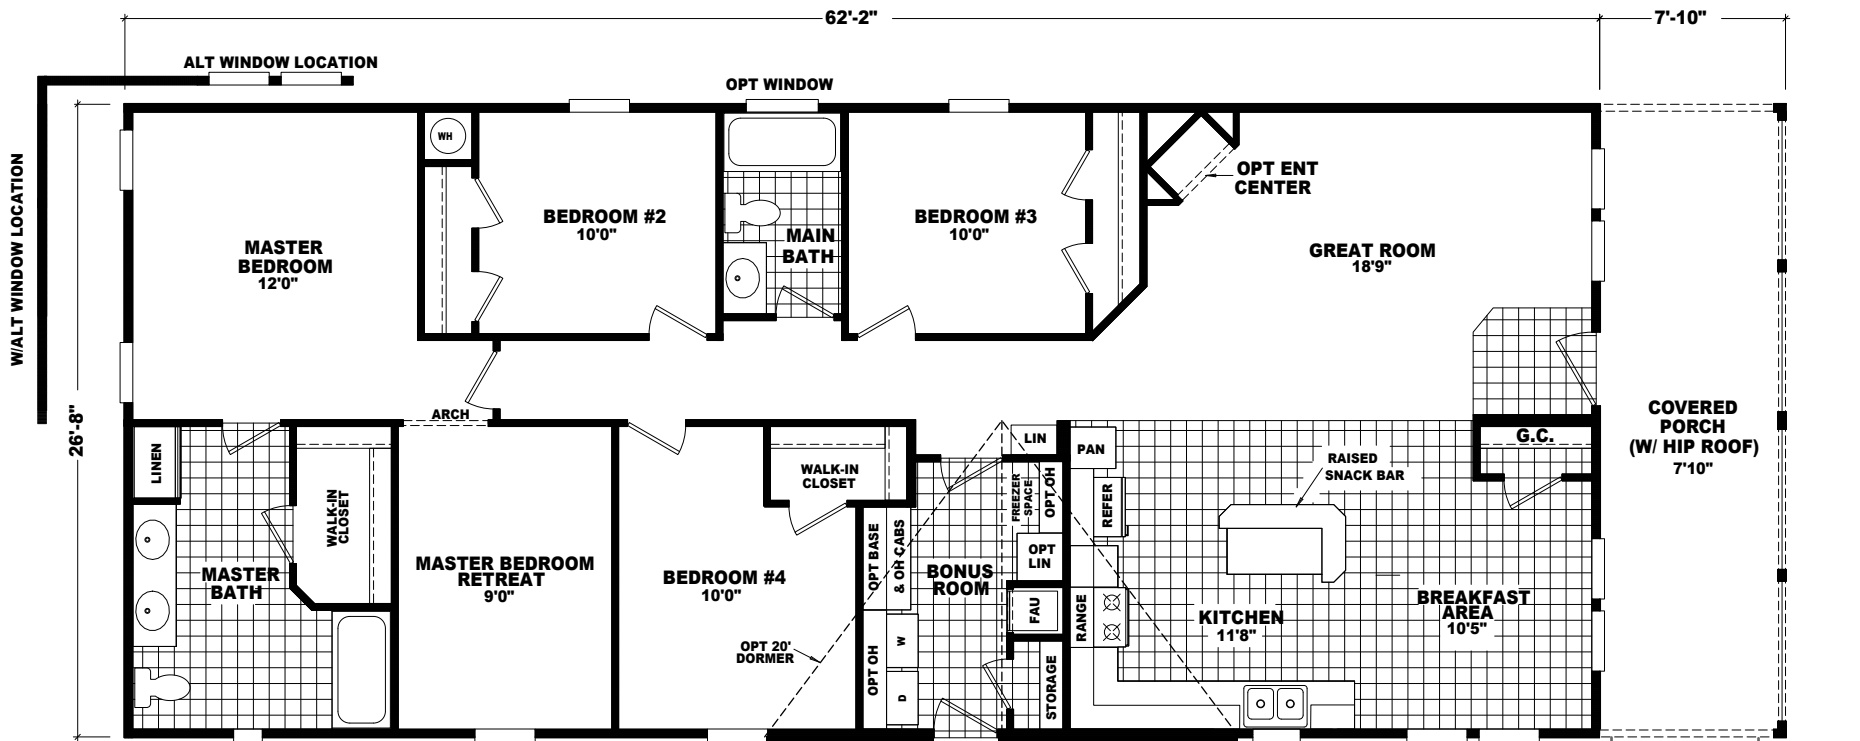 62'-2"
7'-10"
ALT WINDOW LOCATION
OPT WINDOW
W/ALT WINDOW LOCATION
26'-8"
WH
MASTER
BEDROOM
12'0"
BEDROOM #2
10'0"
MAIN
BATH
BEDROOM #3
10'0"
OPT ENT
CENTER
GREAT ROOM
18'9"
COVERED
PORCH
(W/ HIP ROOF)
7'10"
ARCH
LINEN
WALK-IN
CLOSET
MASTER
BATH
MASTER BEDROOM
RETREAT
9'0"
WALK-IN
CLOSET
BEDROOM #4
10'0"
OPT 20'
DORMER
OPT BASE
& OH CABS
OPT OH
W
D
BONUS
ROOM
LIN
FREEZER
SPACE
OPT OH
OPT
LIN
FAU
STORAGE
PAN
REFER
RANGE
KITCHEN
11'8"
RAISED
SNACK BAR
G.C.
BREAKFAST
AREA
10'5"